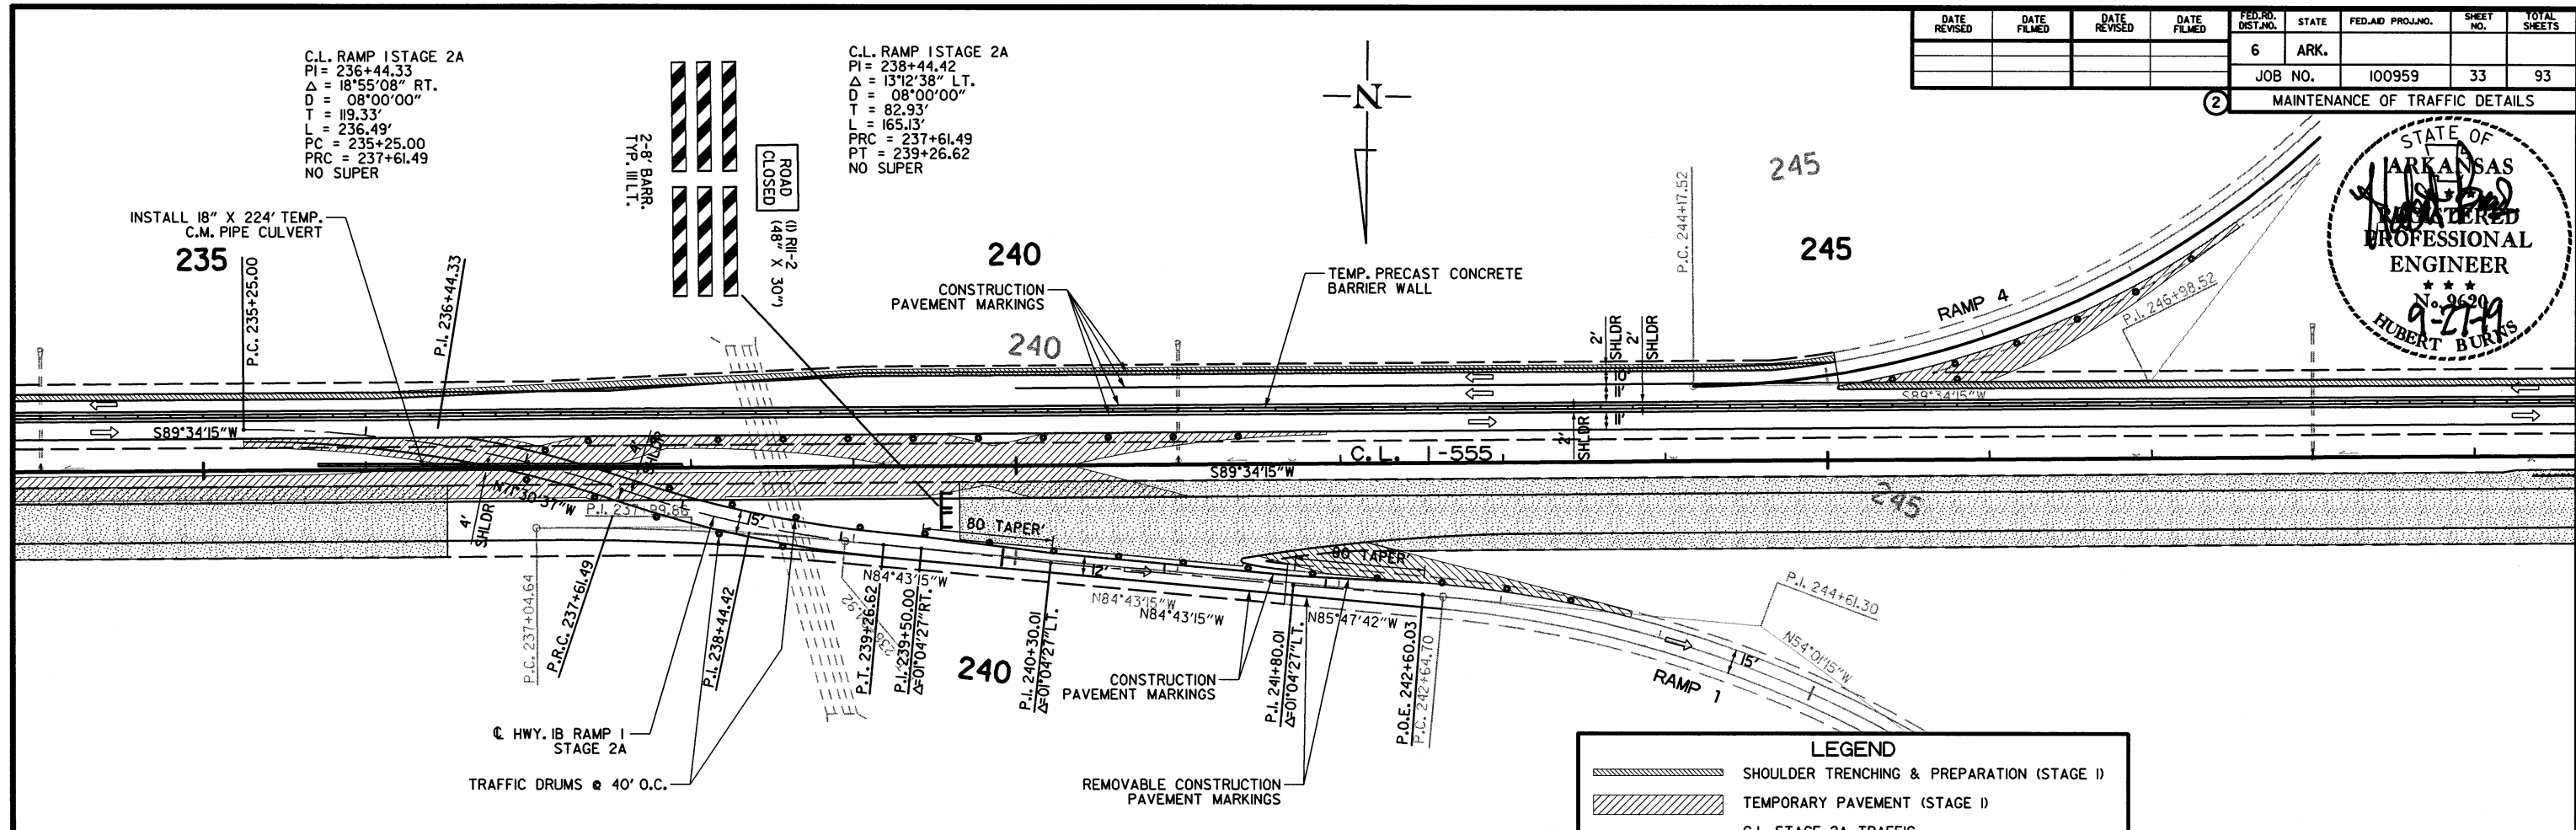 DATE REVISED
DATE FILMED
DATE REVISED
DATE FILMED
FED.RD. DIST.NO.
STATE
FED.AID PROJ.NO.
SHEET NO.
TOTAL SHEETS
6
ARK.
JOB NO.
100959
33
93
2
MAINTENANCE OF TRAFFIC DETAILS
STATE OF
ARKANSAS
★ ★ ★
REGISTERED
PROFESSIONAL
ENGINEER
★ ★ ★
No. 9620
9-27-19
HUBERT BURNS
C.L. RAMP 1 STAGE 2A
PI = 236+44.33
Δ = 18°55'08" RT.
D = 08°00'00"
T = 119.33'
L = 236.49'
PC = 235+25.00
PRC = 237+61.49
NO SUPER
2-8' BARR.
TYP. III LT.
ROAD
CLOSED
(1) R11-2
(48" X 30")
C.L. RAMP 1 STAGE 2A
PI = 238+44.42
Δ = 13°12'38" LT.
D = 08°00'00"
T = 82.93'
L = 165.13'
PRC = 237+61.49
PT = 239+26.62
NO SUPER
N
INSTALL 18" X 224' TEMP.
C.M. PIPE CULVERT
235
240
245
245
P.C. 235+25.00
P.I. 236+44.33
CONSTRUCTION
PAVEMENT MARKINGS
TEMP. PRECAST CONCRETE
BARRIER WALL
P.C. 244+17.52
RAMP 4
P.I. 246+98.52
240
2'
SHLDR
2'
SHLDR
10'
11'
11'
2'
SHLDR
S89°34'15"W
S89°34'15"W
C.L. I-555
S89°34'15"W
4'
SHLDR
4'
SHLDR
N71°30'37"W
P.I. 237+99.86
15'
80 TAPER'
80 TAPER'
12'
245
N84°43'15"W
N84°43'15"W
N84°43'15"W
N85°47'42"W
P.C. 237+04.64
P.R.C. 237+61.49
P.I. 238+44.42
P.T. 239+26.62
P.I. 239+50.00
Δ=01°04'27"RT.
P.I. 240+30.01
Δ=01°04'27"LT.
P.I. 241+80.01
Δ=01°04'27"LT.
P.O.E. 242+60.03
P.C. 242+64.70
P.I. 244+61.30
N54°01'15"W
15'
RAMP 1
240
CONSTRUCTION
PAVEMENT MARKINGS
℄ HWY. 1B RAMP 1
STAGE 2A
TRAFFIC DRUMS @ 40' O.C.
REMOVABLE CONSTRUCTION
PAVEMENT MARKINGS
LEGEND
SHOULDER TRENCHING & PREPARATION (STAGE 1)
TEMPORARY PAVEMENT (STAGE 1)